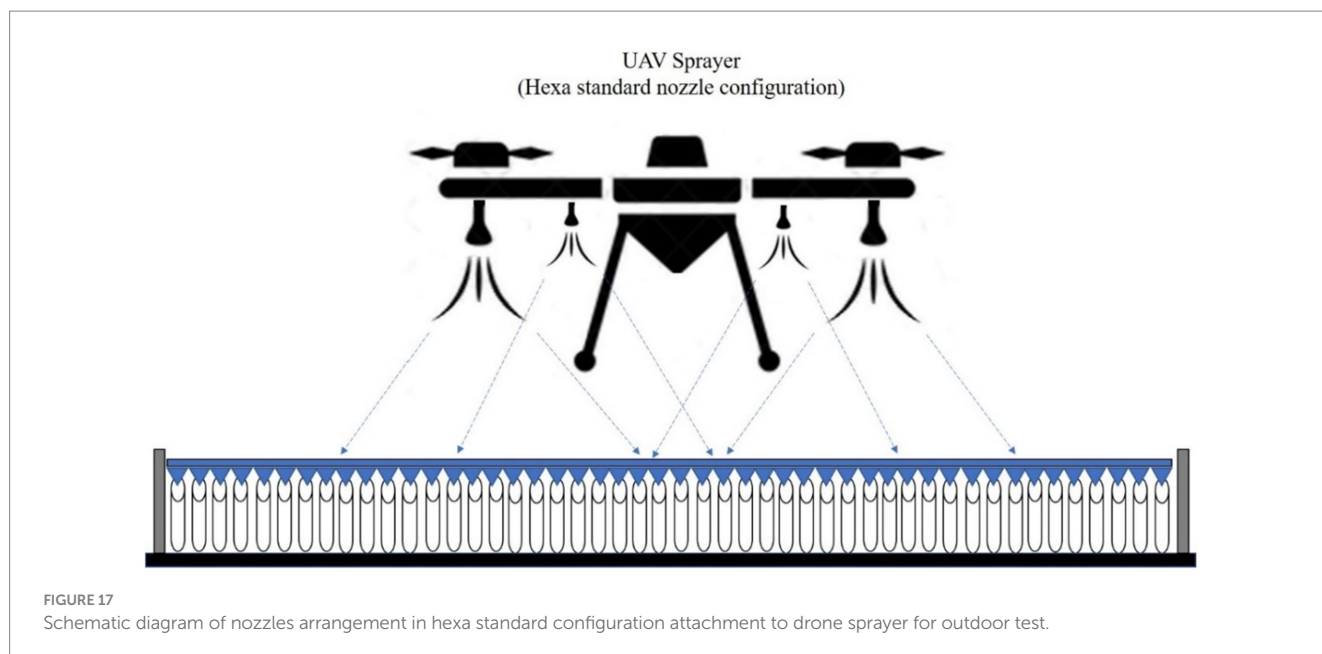 UAV Sprayer
(Hexa standard nozzle configuration)
FIGURE 17
Schematic diagram of nozzles arrangement in hexa standard configuration attachment to drone sprayer for outdoor test.